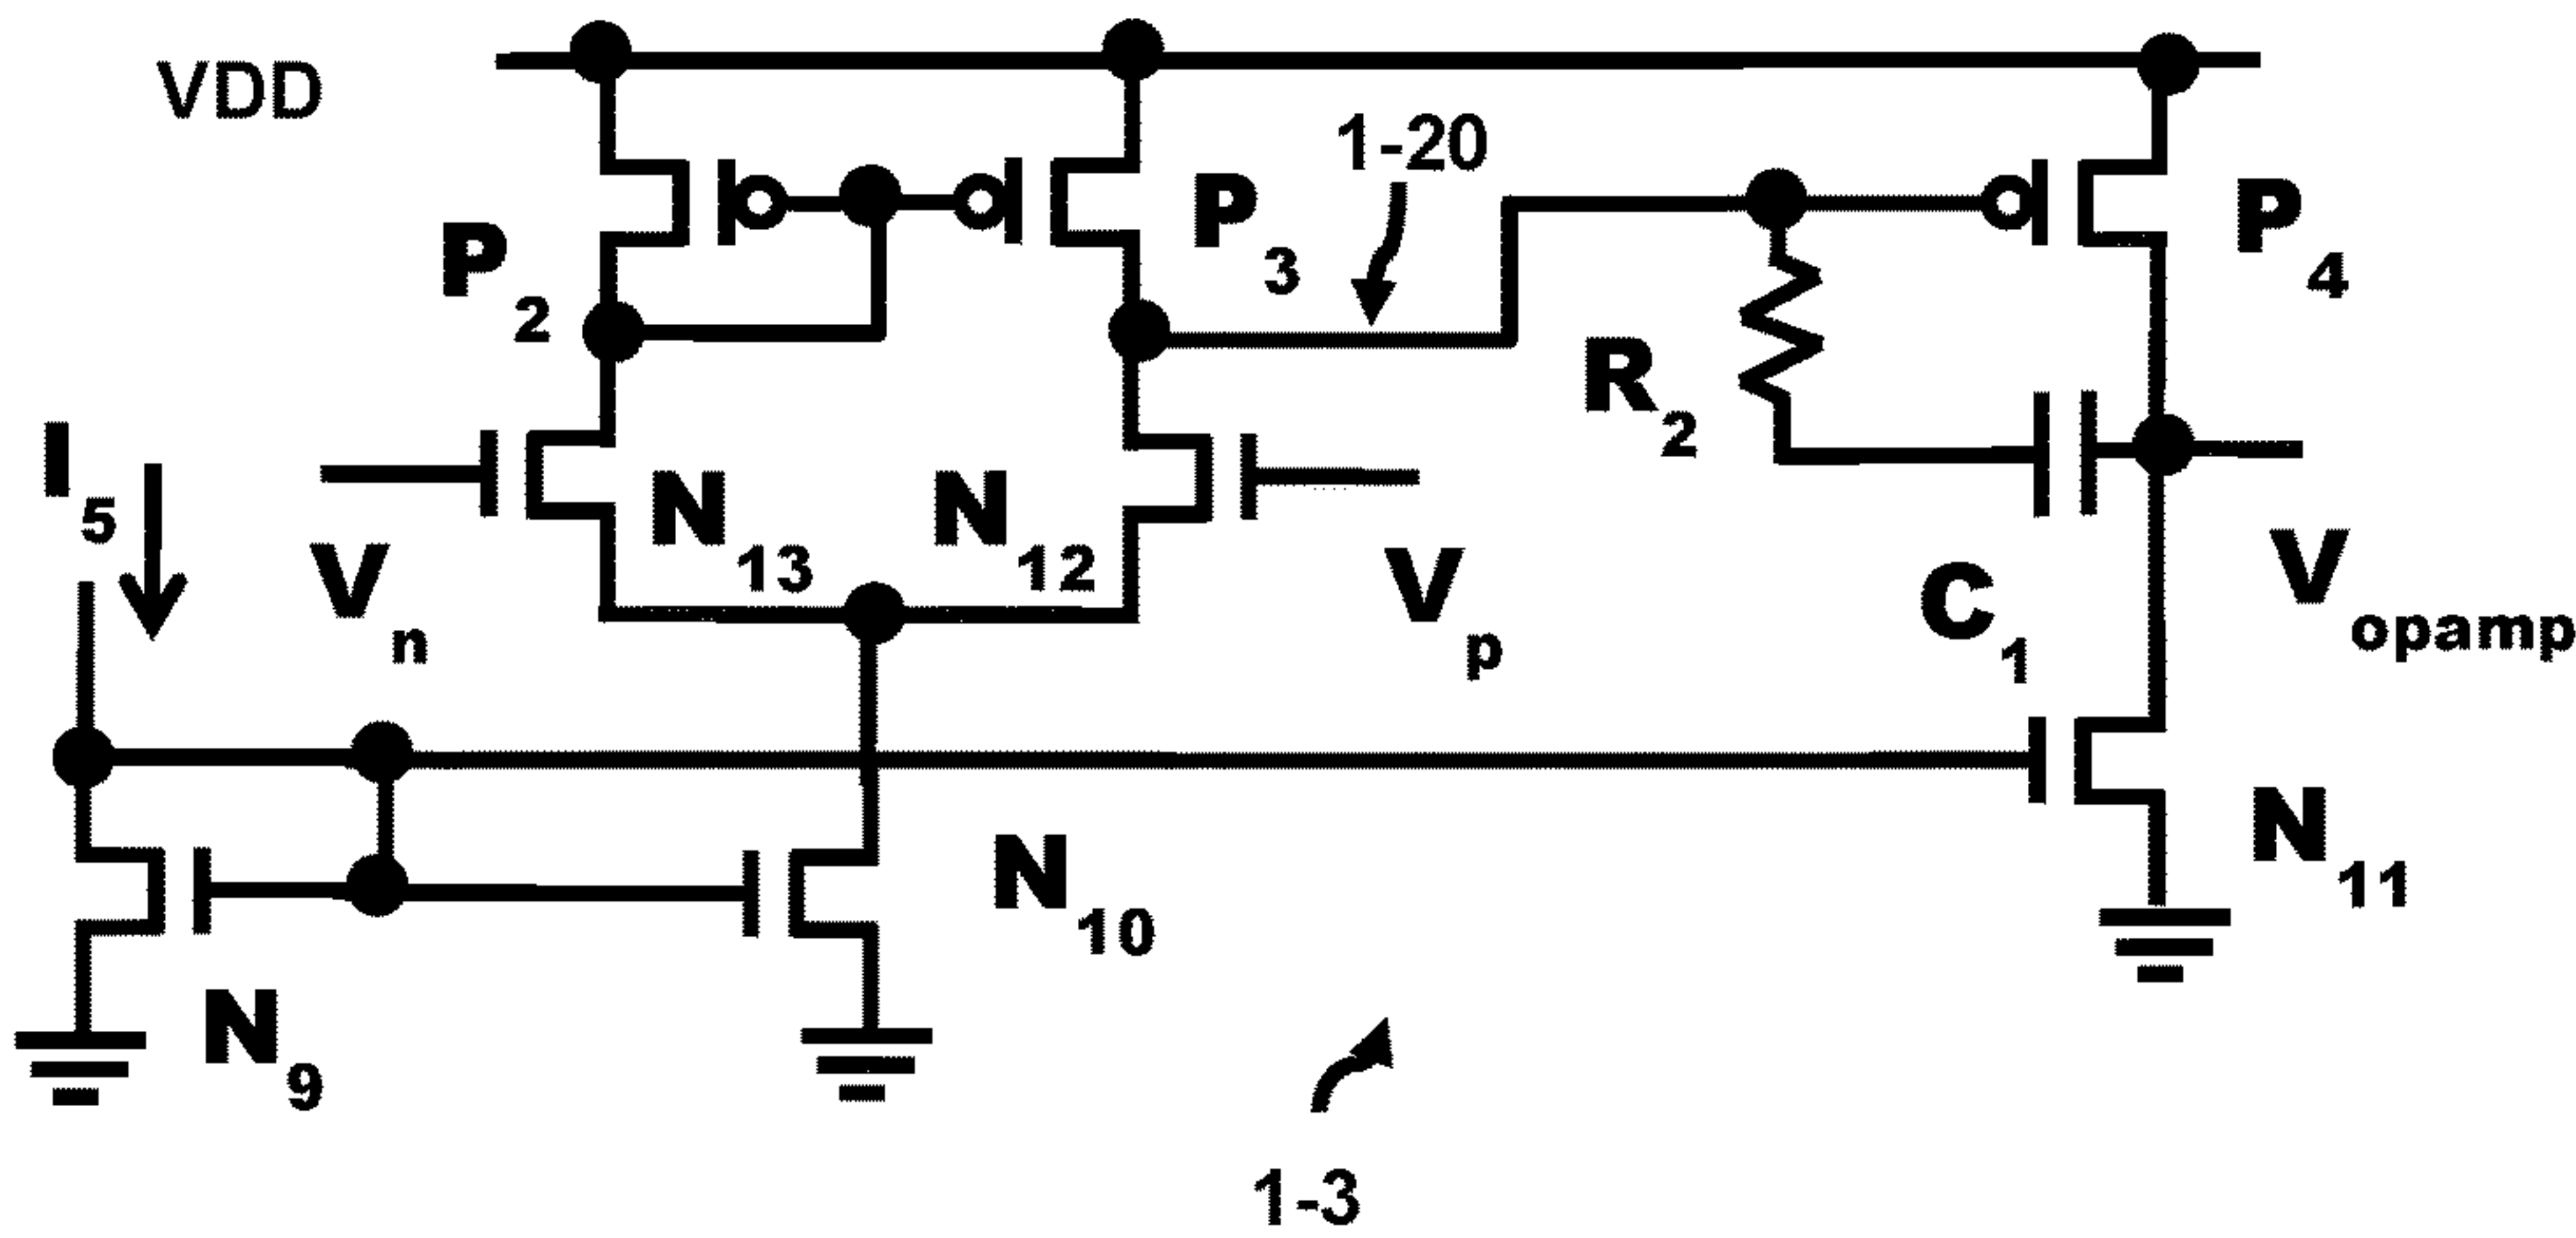 VDD
1-20
P2
P3
P4
R2
I5
N13
N12
Vn
Vp
C1
Vopamp
N10
N11
N9
1-3